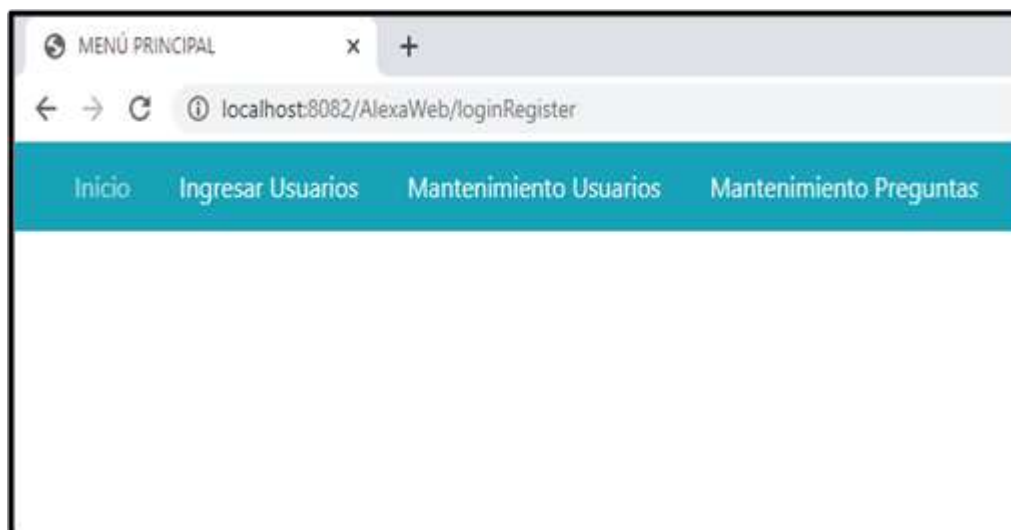 MENÚ PRINCIPAL
localhost:8082/AlexaWeb/loginRegister
Inicio Ingresar Usuarios Mantenimiento Usuarios Mantenimiento Preguntas